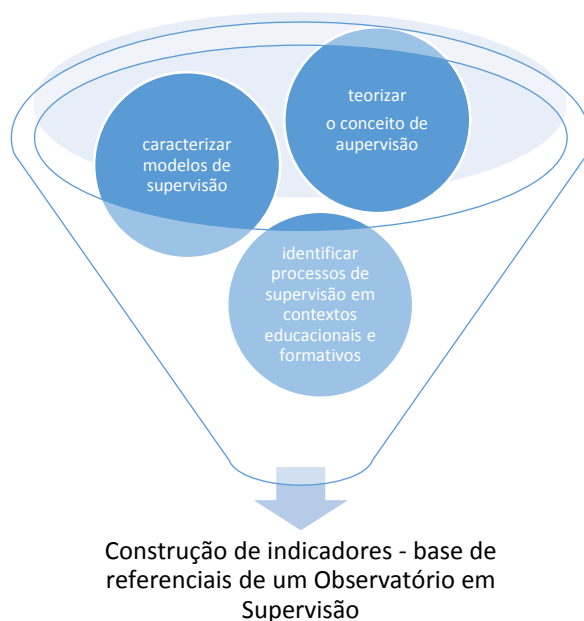 teorizar
o conceito de
aupervisão
caracterizar
modelos de
supervisão
identificar
processos de
supervisão em
contextos
educacionais e
formativos
Construção de indicadores - base de
referenciais de um Observatório em
Supervisão